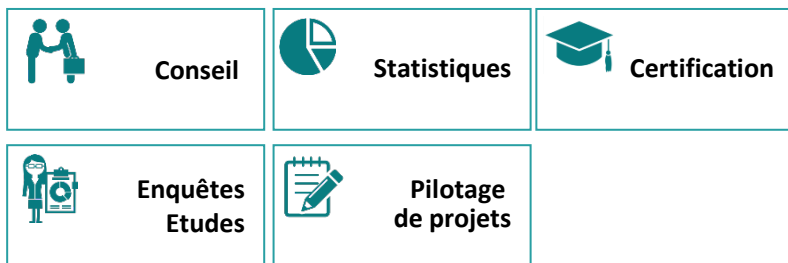 Conseil
Statistiques
Certification
Enquêtes
Etudes
Pilotage
de projets